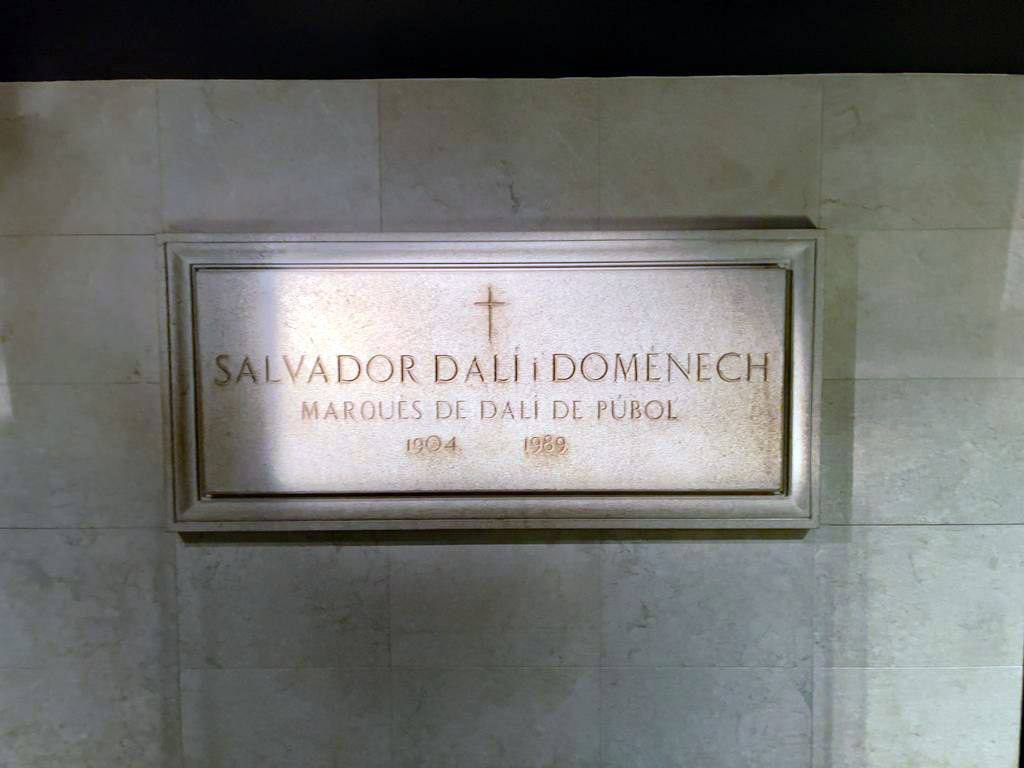 SALVADOR DALÍ i DOMÈNECH
MARQUÈS DE DALÍ DE PÚBOL
1904 1989